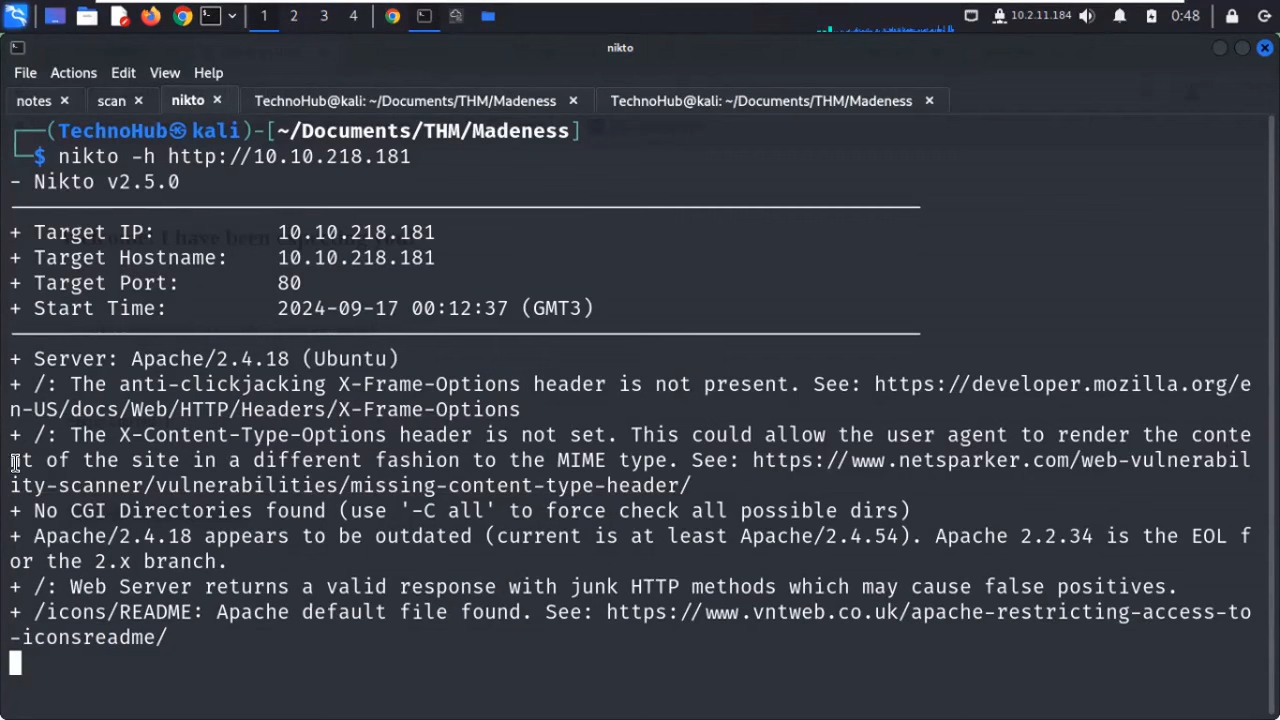 1 2 3 4 10.2.11.184 0:48
nikto
File Actions Edit View Help
notes scan nikto TechnoHub@kali: ~/Documents/THM/Madeness TechnoHub@kali: ~/Documents/THM/Madeness
(TechnoHub㉿kali)-[~/Documents/THM/Madeness]
$ nikto -h http://10.10.218.181
- Nikto v2.5.0
+ Target IP: 10.10.218.181
+ Target Hostname: 10.10.218.181
+ Target Port: 80
+ Start Time: 2024-09-17 00:12:37 (GMT3)
+ Server: Apache/2.4.18 (Ubuntu)
+ /: The anti-clickjacking X-Frame-Options header is not present. See: https://developer.mozilla.org/e
n-US/docs/Web/HTTP/Headers/X-Frame-Options
+ /: The X-Content-Type-Options header is not set. This could allow the user agent to render the conte
nt of the site in a different fashion to the MIME type. See: https://www.netsparker.com/web-vulnerabil
ity-scanner/vulnerabilities/missing-content-type-header/
+ No CGI Directories found (use '-C all' to force check all possible dirs)
+ Apache/2.4.18 appears to be outdated (current is at least Apache/2.4.54). Apache 2.2.34 is the EOL f
or the 2.x branch.
+ /: Web Server returns a valid response with junk HTTP methods which may cause false positives.
+ /icons/README: Apache default file found. See: https://www.vntweb.co.uk/apache-restricting-access-to
-iconsreadme/